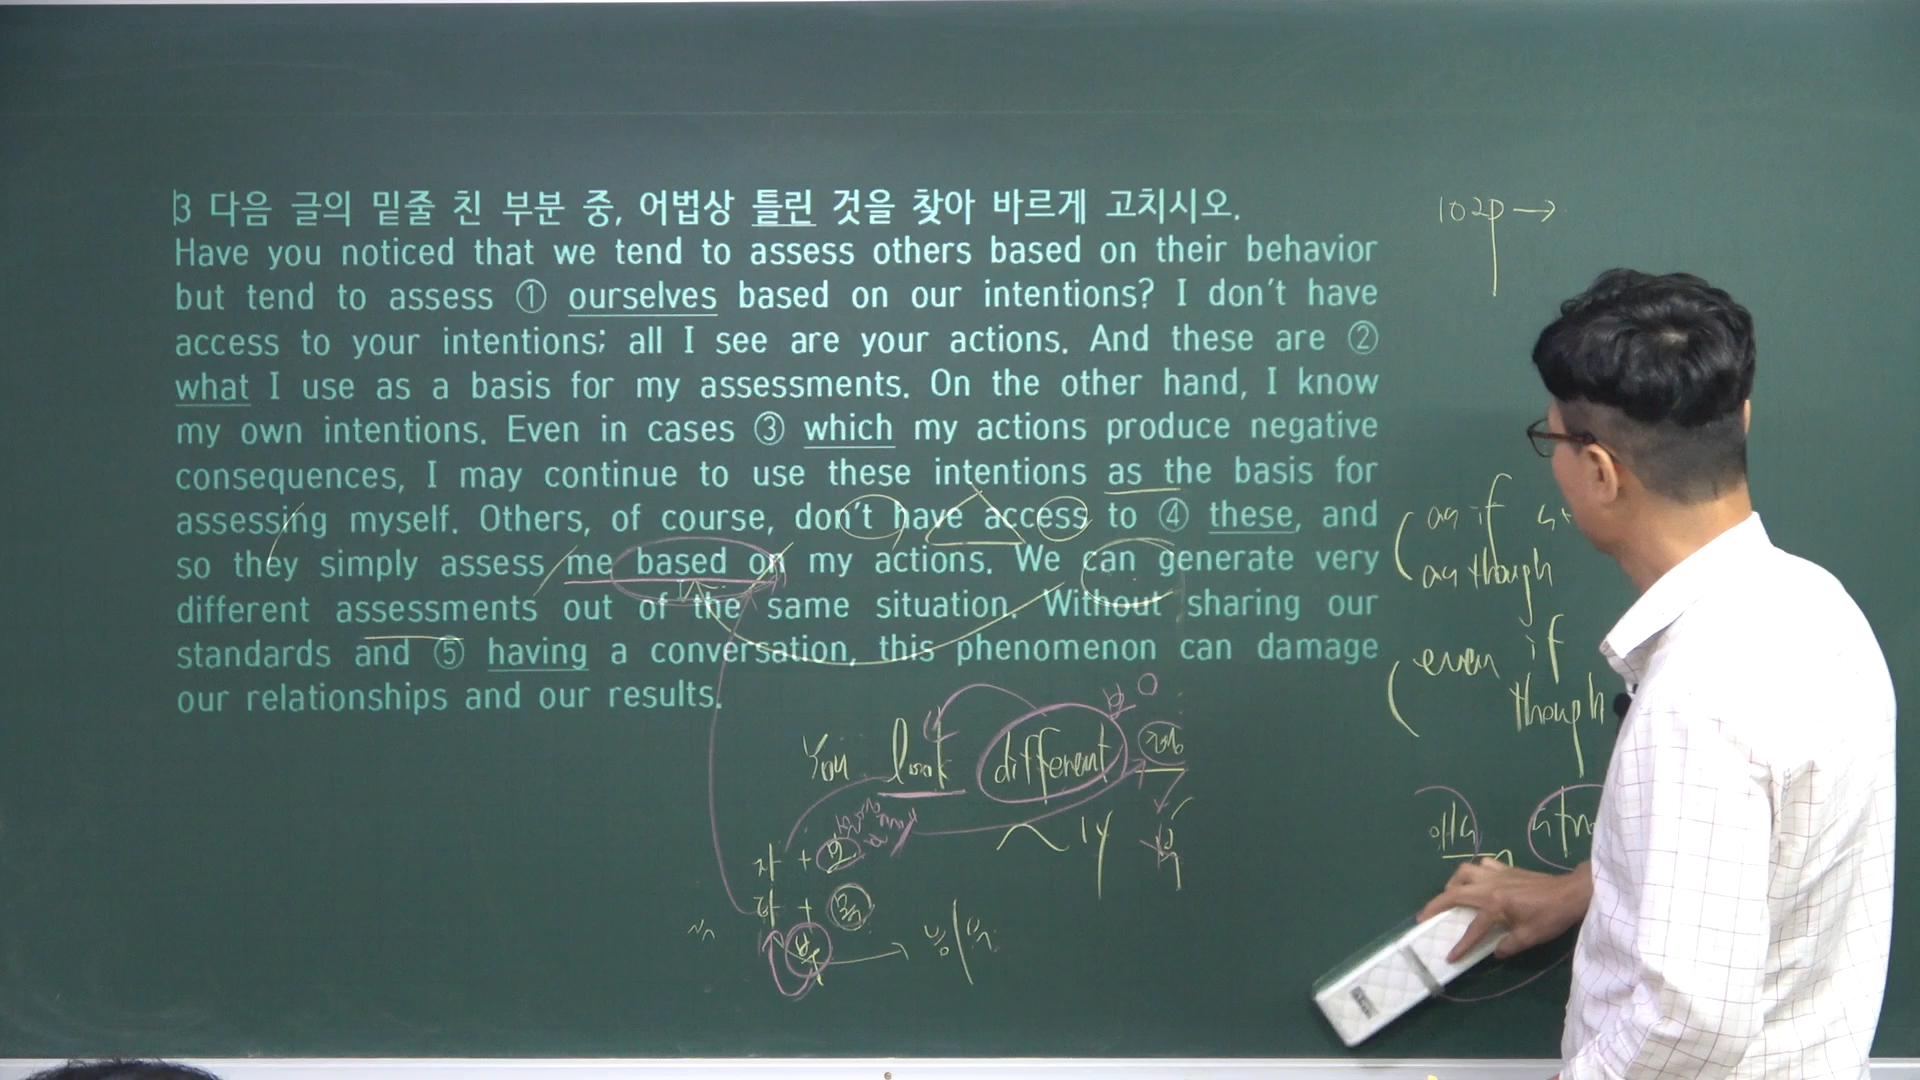 3 다음 글의 밑줄 친 부분 중, 어법상 틀린 것을 찾아 바르게 고치시오.
Have you noticed that we tend to assess others based on their behavior
but tend to assess ① ourselves based on our intentions? I don't have
access to your intentions; all I see are your actions. And these are ②
what I use as a basis for my assessments. On the other hand, I know
my own intentions. Even in cases ③ which my actions produce negative
consequences, I may continue to use these intentions as the basis for
assessing myself. Others, of course, don't have access to ④ these, and
so they simply assess me based on my actions. We can generate very
different assessments out of the same situation. Without sharing our
standards and ⑤ having a conversation, this phenomenon can damage
our relationships and our results.
102p →
as if
as though
even if
though
You look different
ly